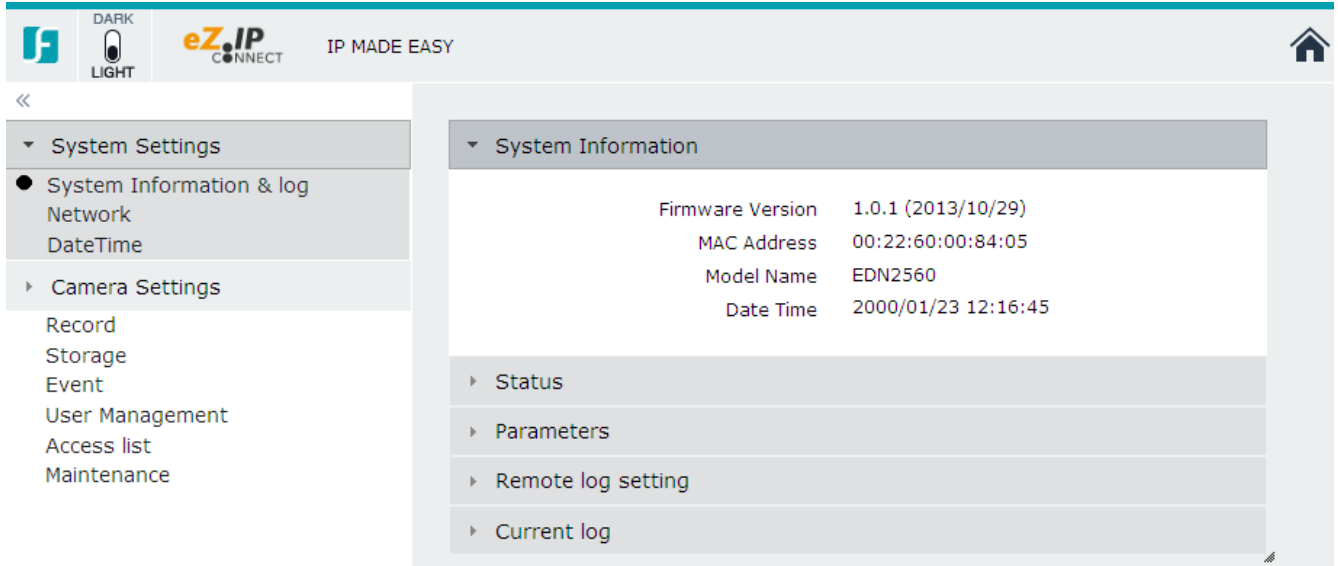 DARK
LIGHT
eZ.IP
CONNECT
IP MADE EASY
System Settings
System Information & log
Network
DateTime
Camera Settings
Record
Storage
Event
User Management
Access list
Maintenance
System Information
Firmware Version 1.0.1 (2013/10/29)
MAC Address 00:22:60:00:84:05
Model Name EDN2560
Date Time 2000/01/23 12:16:45
Status
Parameters
Remote log setting
Current log